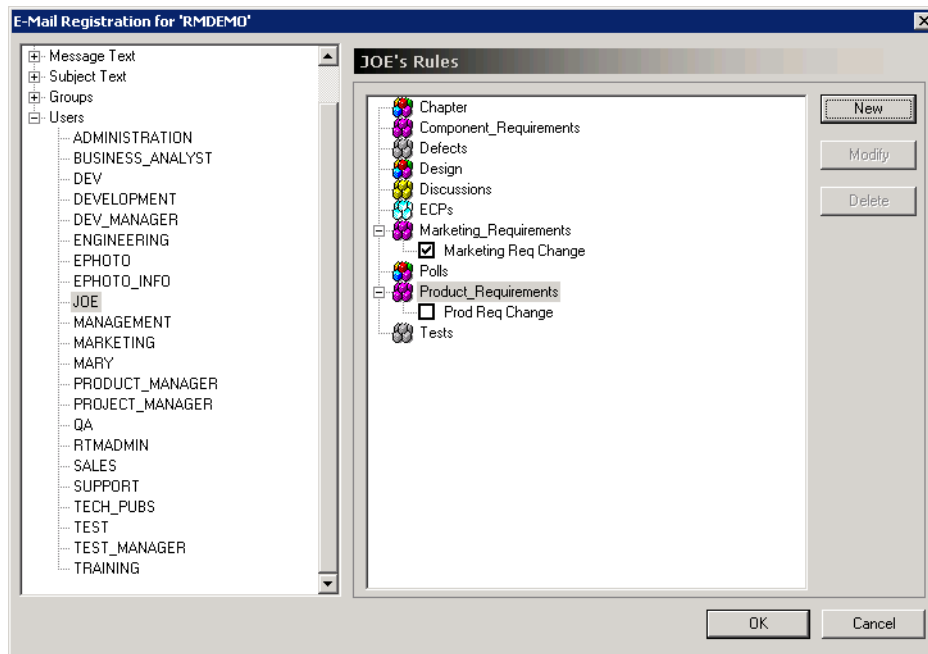 E-Mail Registration for 'RMDEMO'
Message Text
Subject Text
Groups
Users
ADMINISTRATION
BUSINESS_ANALYST
DEV
DEVELOPMENT
DEV_MANAGER
ENGINEERING
EPHOTO
EPHOTO_INFO
JOE
MANAGEMENT
MARKETING
MARY
PRODUCT_MANAGER
PROJECT_MANAGER
QA
RTMADMIN
SALES
SUPPORT
TECH_PUBS
TEST
TEST_MANAGER
TRAINING
JOE's Rules
Chapter
Component_Requirements
Defects
Design
Discussions
ECPs
Marketing_Requirements
Marketing Req Change
Polls
Product_Requirements
Prod Req Change
Tests
New
Modify
Delete
OK
Cancel